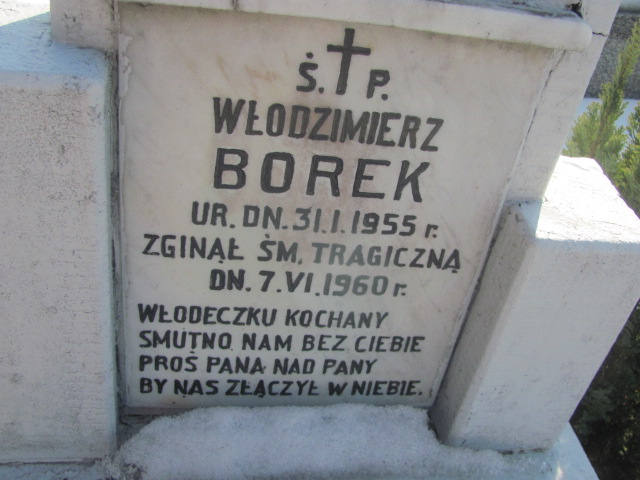 Ś. P.
WŁODZIMIERZ
BOREK
UR. DN. 31.I.1955 r.
ZGINĄŁ ŚM. TRAGICZNĄ
DN. 7.VI.1960 r.
WŁODECZKU KOCHANY
SMUTNO NAM BEZ CIEBIE
PROŚ PANA NAD PANY
BY NAS ZŁĄCZYŁ W NIEBIE.